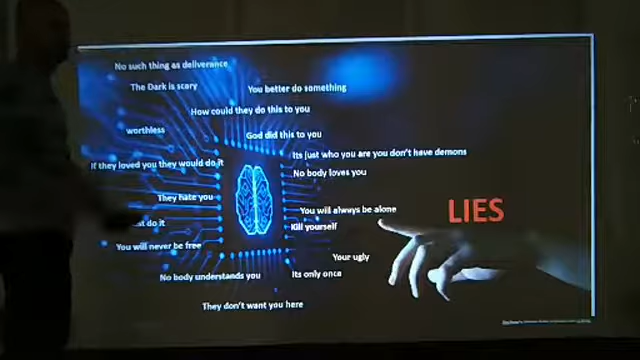 No such thing as deliverance
The Dark is scary
You better do something
How could they do this to you
worthless
God did this to you
Its just who you are you don't have demons
If they loved you they would do it
No body loves you
They hate you
You will always be alone
LIES
st do it
Kill yourself
You will never be free
Your ugly
No body understands you
Its only once
They don't want you here